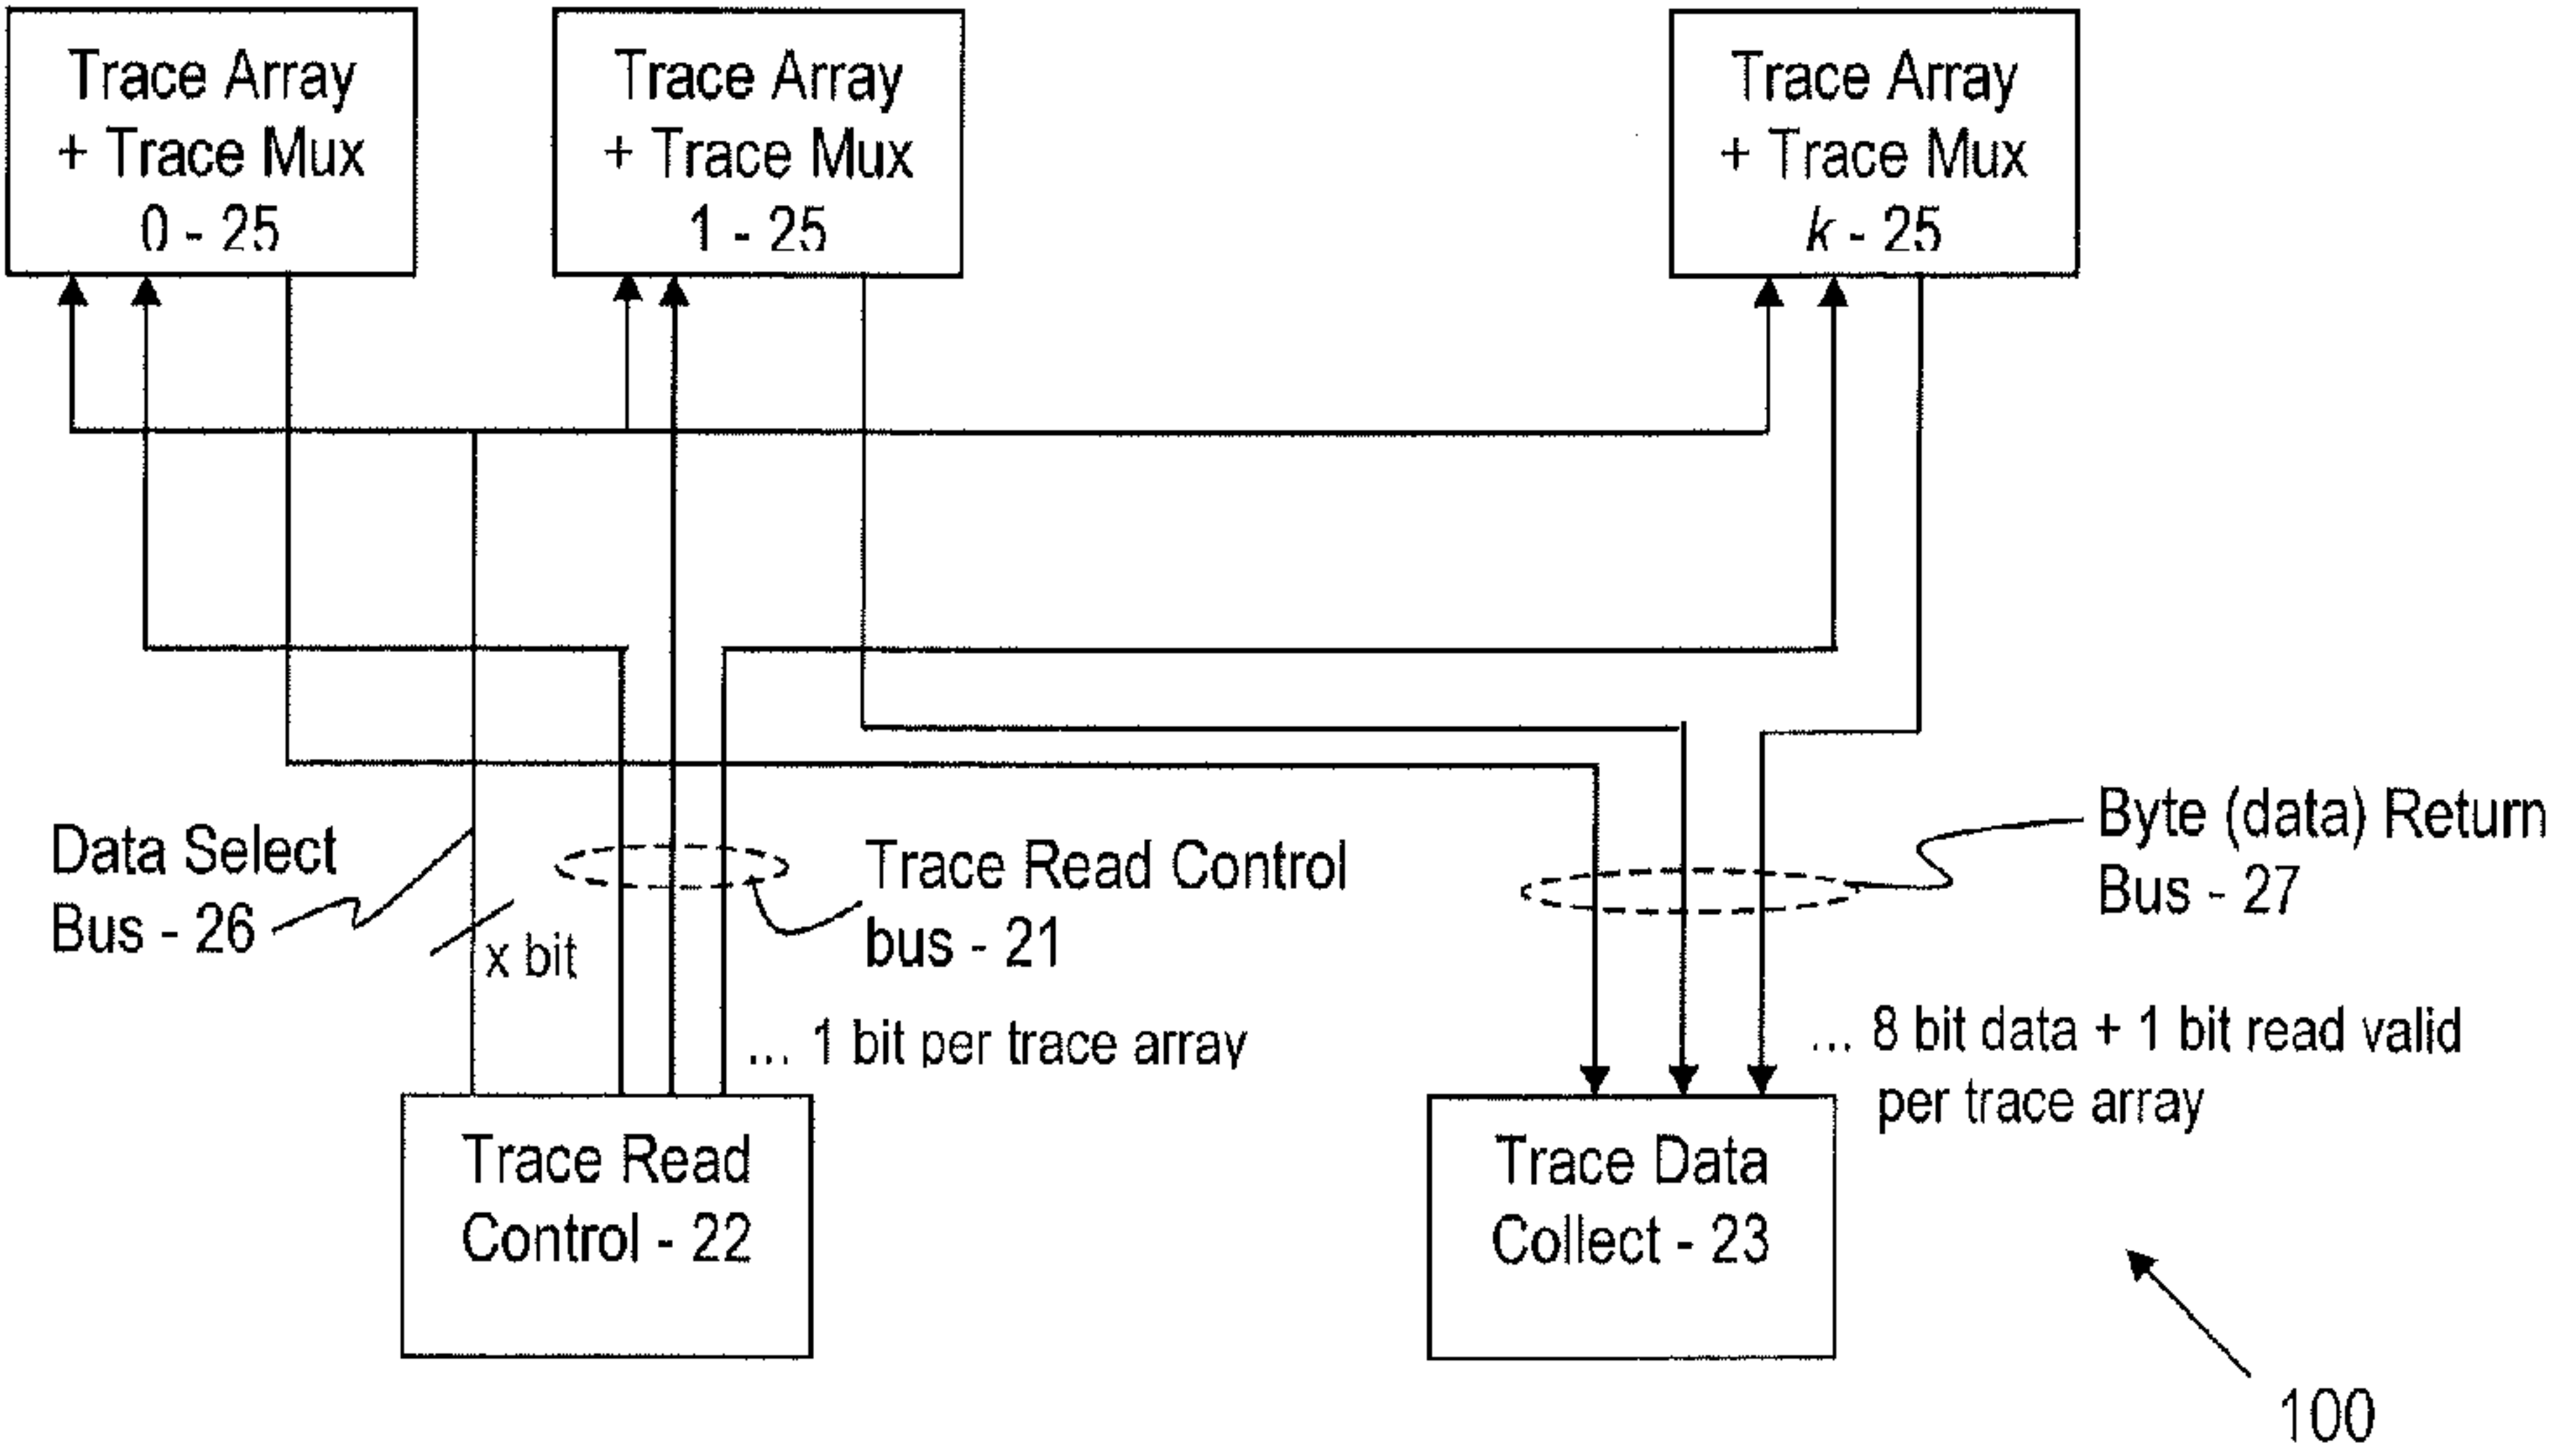 Trace Array
+ Trace Mux
0 - 25
Trace Array
+ Trace Mux
1 - 25
Trace Array
+ Trace Mux
k - 25
Data Select
Bus - 26
x bit
Trace Read Control
bus - 21
... 1 bit per trace array
Byte (data) Return
Bus - 27
... 8 bit data + 1 bit read valid
per trace array
Trace Read
Control - 22
Trace Data
Collect - 23
100